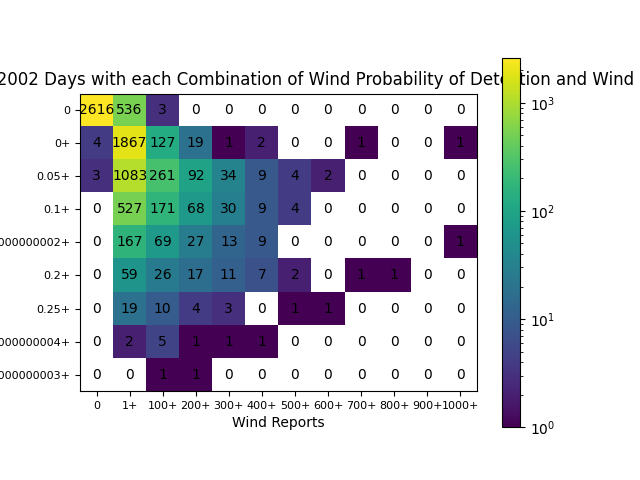 2002 Days with each Combination of Wind Probability of Detection and Wind
0 2616 536 3 0 0 0 0 0 0 0 0 0
0+ 4 1867 127 19 1 2 0 0 1 0 0 1
0.05+ 3 1083 261 92 34 9 4 2 0 0 0 0
0.1+ 0 527 171 68 30 9 4 0 0 0 0 0
000000002+ 0 167 69 27 13 9 0 0 0 0 0 1
0.2+ 0 59 26 17 11 7 2 0 1 1 0 0
0.25+ 0 19 10 4 3 0 1 1 0 0 0 0
000000004+ 0 2 5 1 1 1 0 0 0 0 0 0
000000003+ 0 0 1 1 0 0 0 0 0 0 0 0
0 1+ 100+ 200+ 300+ 400+ 500+ 600+ 700+ 800+ 900+ 1000+
Wind Reports
10³
10²
10¹
10⁰